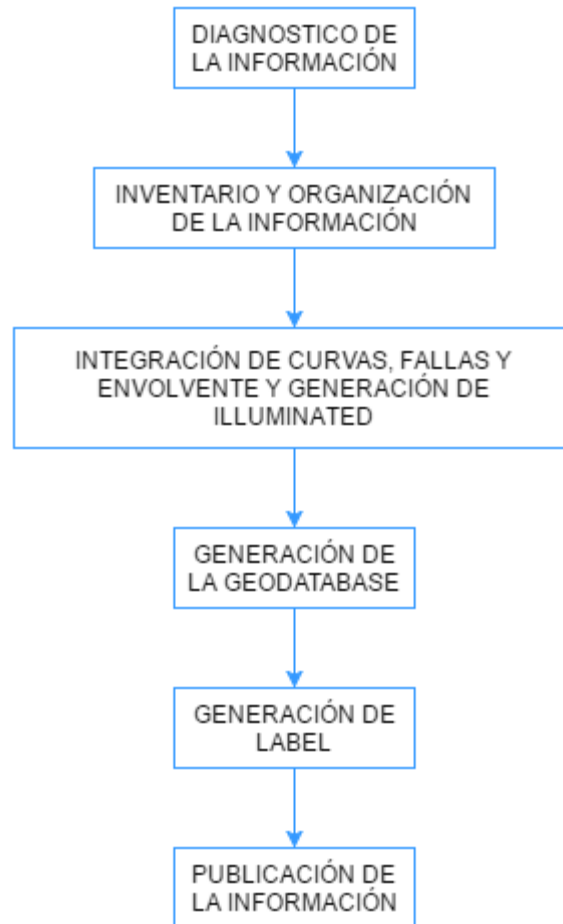 DIAGNOSTICO DE
LA INFORMACIÓN
INVENTARIO Y ORGANIZACIÓN
DE LA INFORMACIÓN
INTEGRACIÓN DE CURVAS, FALLAS Y
ENVOLVENTE Y GENERACIÓN DE
ILLUMINATED
GENERACIÓN DE
LA GEODATABASE
GENERACIÓN DE
LABEL
PUBLICACIÓN DE
LA INFORMACIÓN